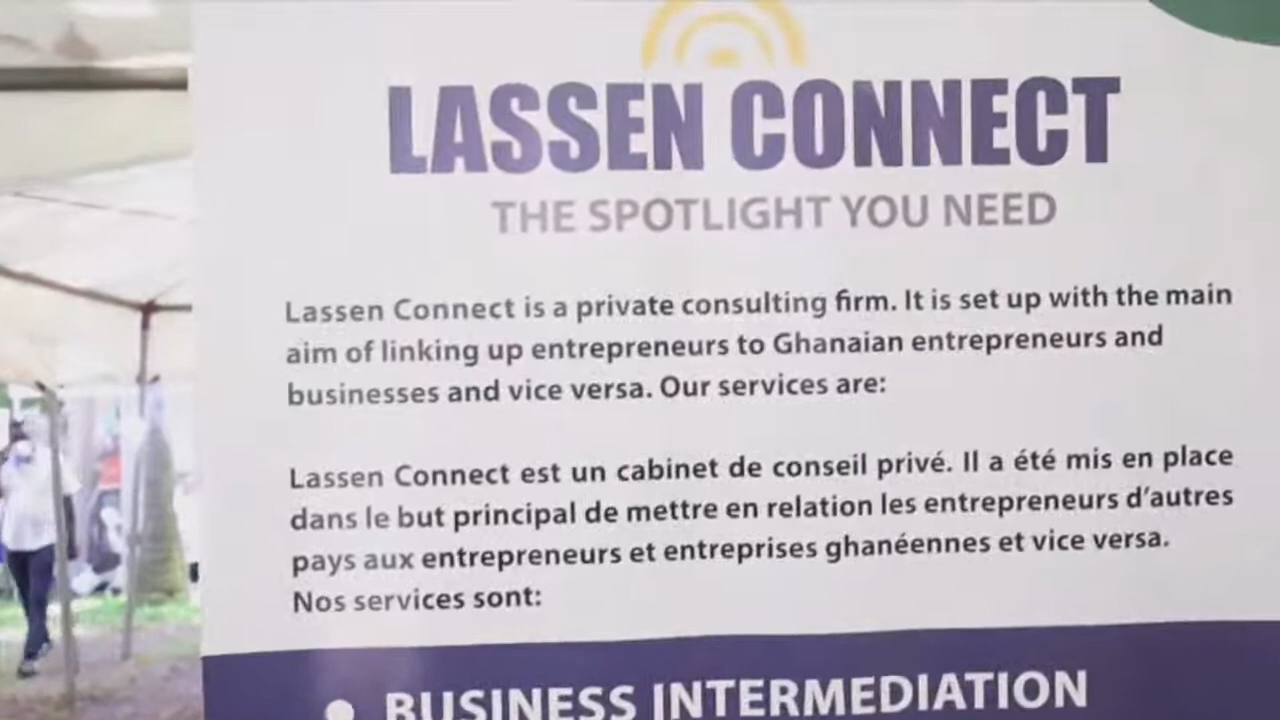 LASSEN CONNECT
THE SPOTLIGHT YOU NEED
Lassen Connect is a private consulting firm. It is set up with the main
aim of linking up entrepreneurs to Ghanaian entrepreneurs and
businesses and vice versa. Our services are:
Lassen Connect est un cabinet de conseil privé. Il a été mis en place
dans le but principal de mettre en relation les entrepreneurs d’autres
pays aux entrepreneurs et entreprises ghanéennes et vice versa.
Nos services sont:
● BUSINESS INTERMEDIATION